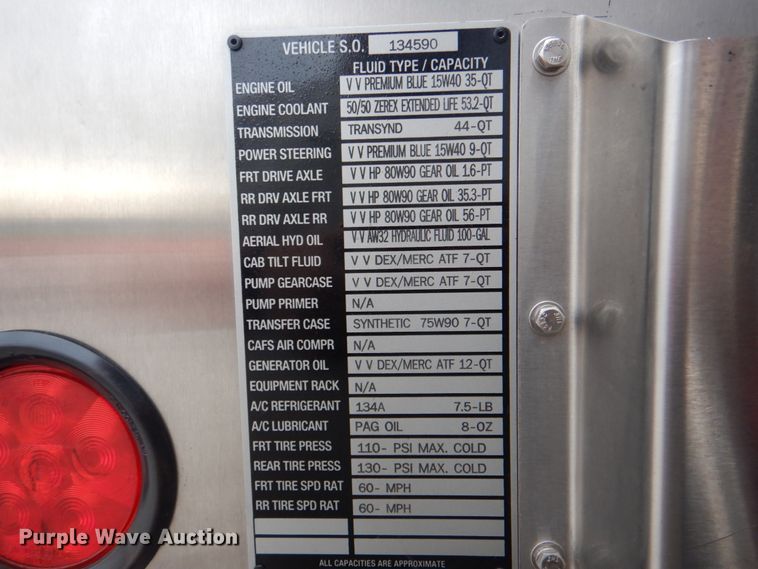 VEHICLE S.O. 134590
FLUID TYPE / CAPACITY
ENGINE OIL V V PREMIUM BLUE 15W40 35-QT
ENGINE COOLANT 50/50 ZEREX EXTENDED LIFE 53.2-QT
TRANSMISSION TRANSYND 44-QT
POWER STEERING V V PREMIUM BLUE 15W40 9-QT
FRT DRIVE AXLE V V HP 80W90 GEAR OIL 1.6-PT
RR DRV AXLE FRT V V HP 80W90 GEAR OIL 35.3-PT
RR DRV AXLE RR V V HP 80W90 GEAR OIL 56-PT
AERIAL HYD OIL V V AW32 HYDRAULIC FLUID 100-GAL
CAB TILT FLUID V V DEX/MERC ATF 7-QT
PUMP GEARCASE V V DEX/MERC ATF 7-QT
PUMP PRIMER N/A
TRANSFER CASE SYNTHETIC 75W90 7-QT
CAFS AIR COMPR N/A
GENERATOR OIL V V DEX/MERC ATF 12-QT
EQUIPMENT RACK N/A
A/C REFRIGERANT 134A 7.5-LB
A/C LUBRICANT PAG OIL 8-OZ
FRT TIRE PRESS 110- PSI MAX. COLD
REAR TIRE PRESS 130- PSI MAX. COLD
FRT TIRE SPD RAT 60- MPH
RR TIRE SPD RAT 60- MPH
ALL CAPACITIES ARE APPROXIMATE
Purple Wave Auction